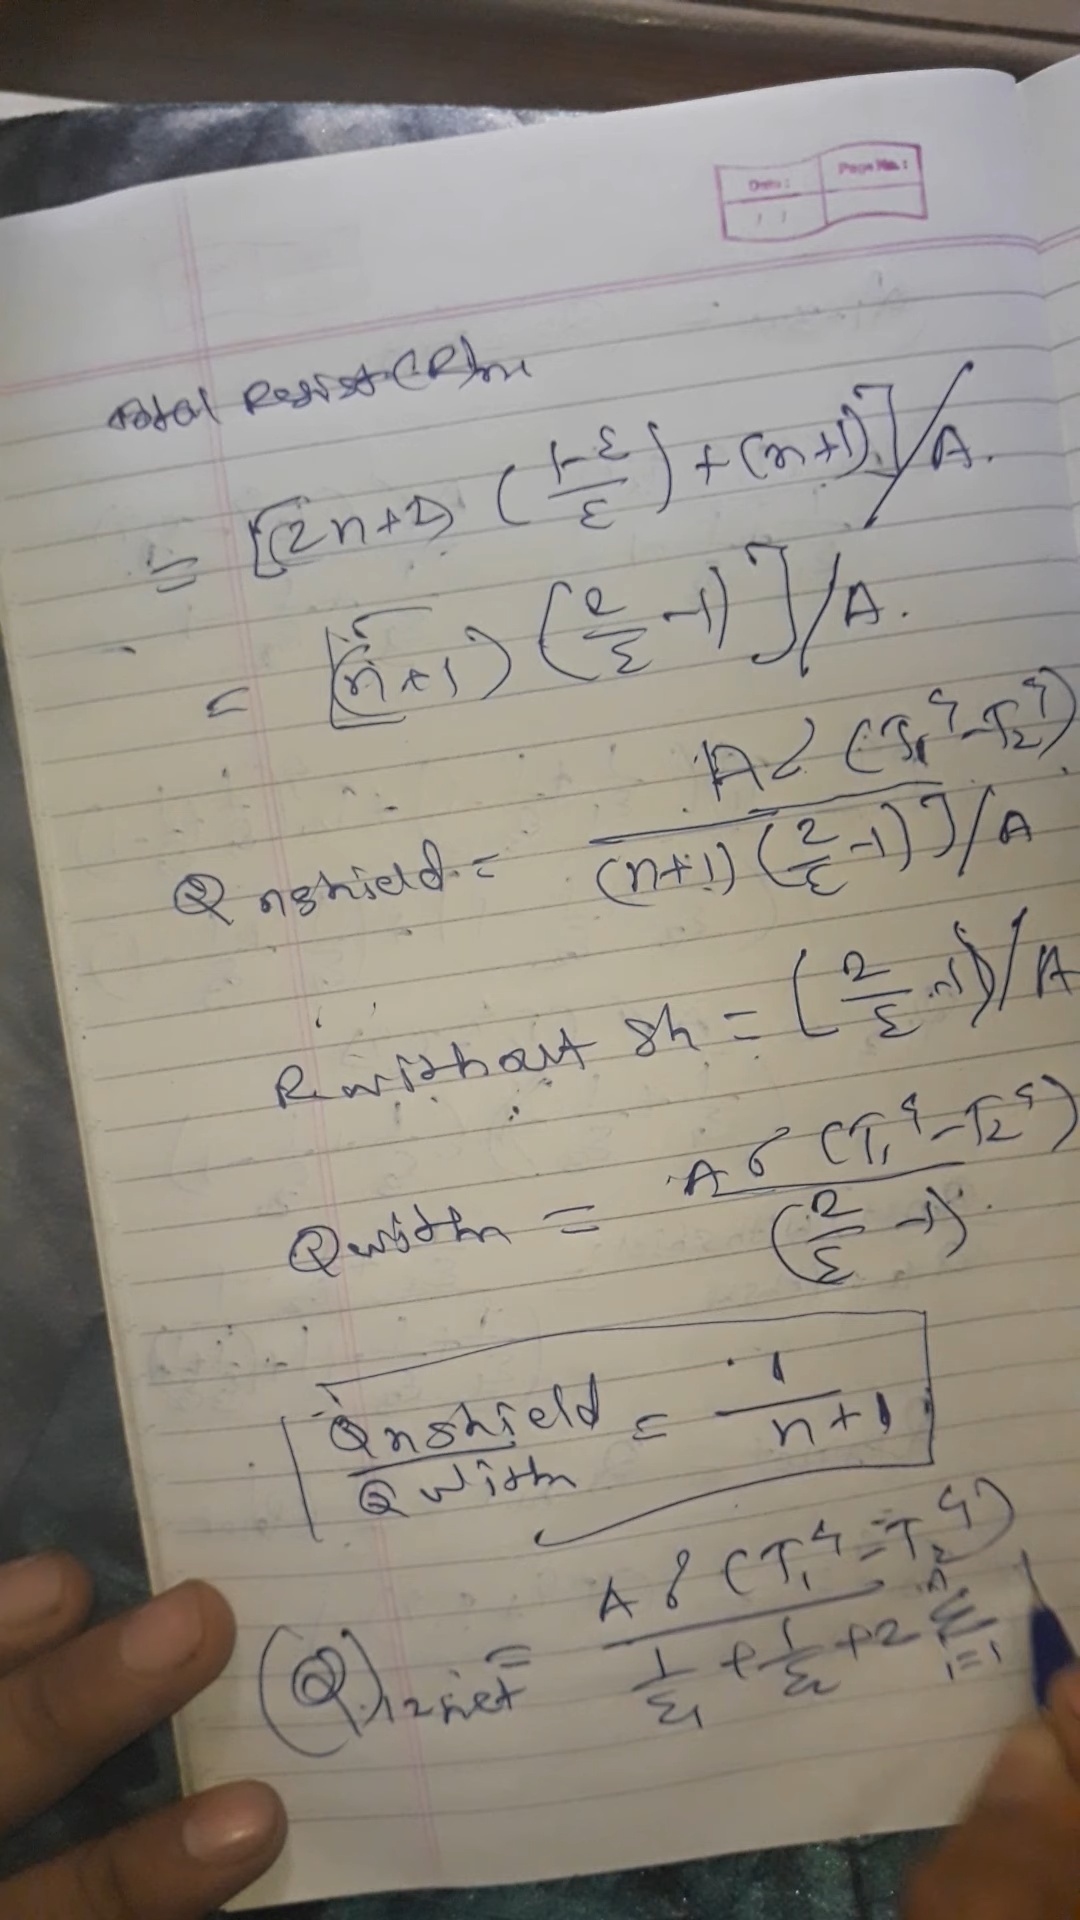 Date: Page No.:
Total Resist (R)n
= [(2n+2) (1-ε/ε) + (n+1)]/A.
= [(n+1) (2/ε -1)]/A.
Q nshield = Aσ (T₁⁴-T₂⁴) / (n+1) (2/ε -1)]/A
R without Sh = (2/ε -1)/A
Q with = Aσ (T₁⁴-T₂⁴) / (2/ε -1)
Q nshield / Q with = 1 / n+1
(Q)12 net = Aσ (T₁⁴-T₂⁴) / 1/ε₁ + 1/ε₂ + 2 Σ i=1 n